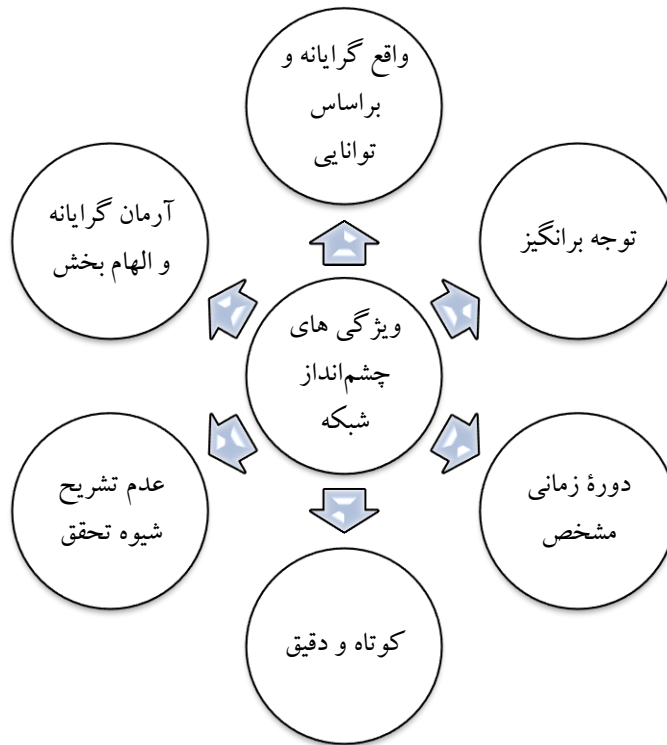 واقع گرایانه و
براساس
توانایی
توجه برانگیز
آرمان گرایانه
و الهام بخش
ویژگی های
چشم‌انداز
شبکه
دورۀ زمانی
مشخص
عدم تشریح
شیوه تحقق
کوتاه و دقیق